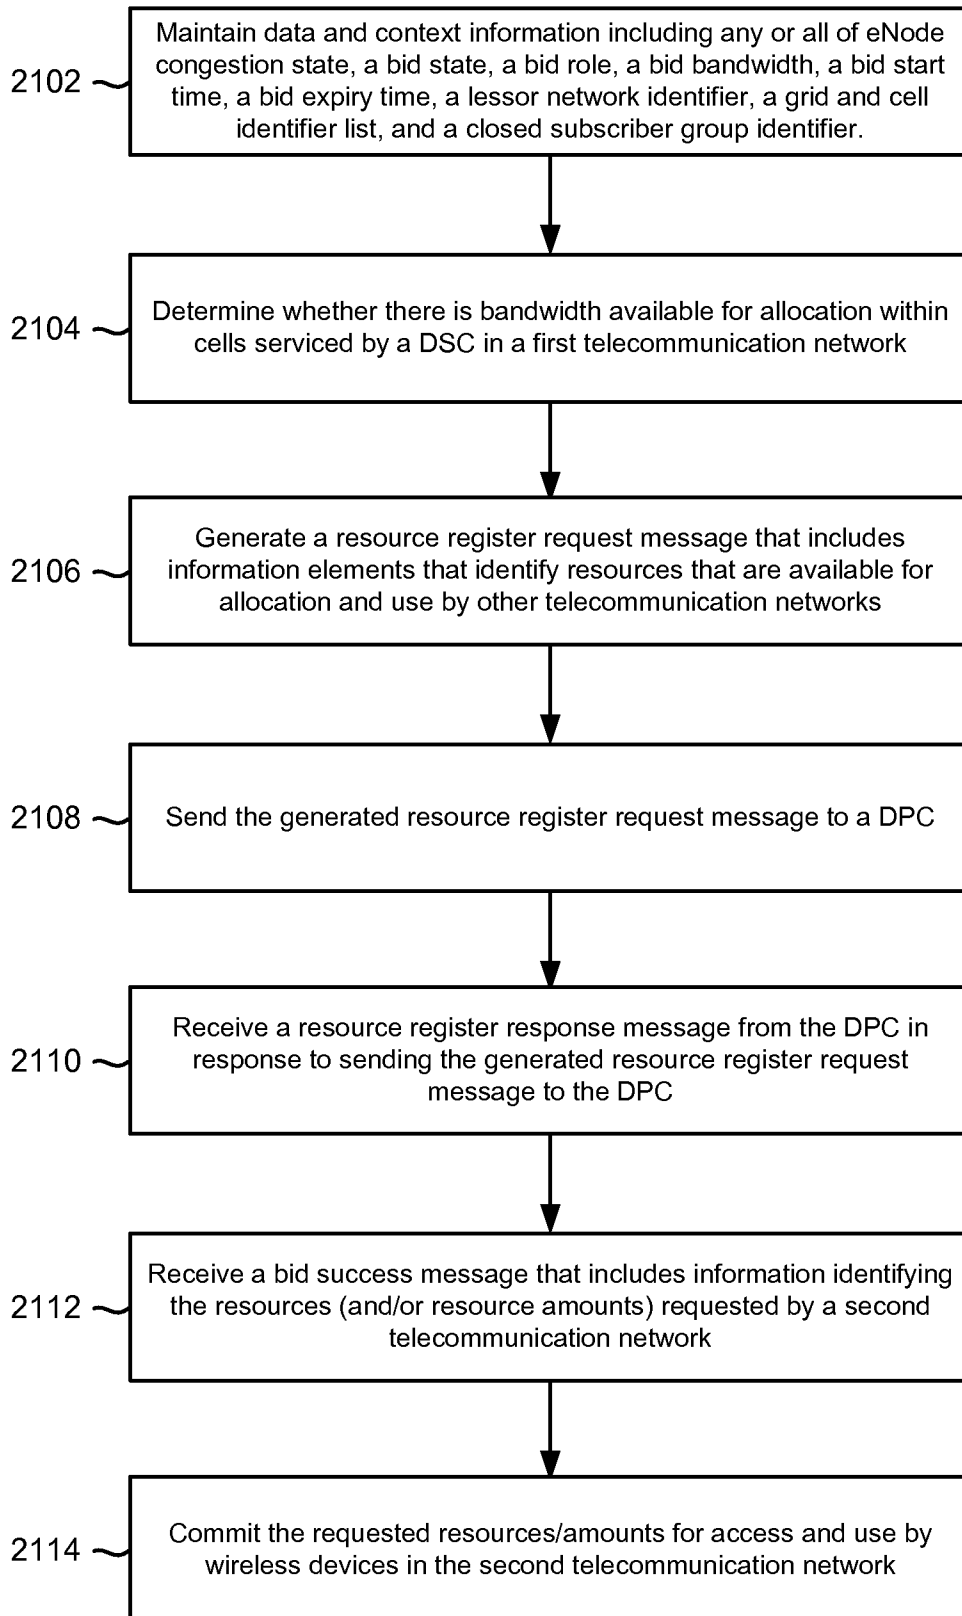 Maintain data and context information including any or all of eNode
congestion state, a bid state, a bid role, a bid bandwidth, a bid start
2102
time, a bid expiry time, a lessor network identifier, a grid and cell
identifier list, and a closed subscriber group identifier.
Determine whether there is bandwidth available for allocation within
2104
cells serviced by a DSC in a first telecommunication network
Generate a resource register request message that includes
2106
information elements that identify resources that are available for
allocation and use by other telecommunication networks
2108
Send the generated resource register request message to a DPC
Receive a resource register response message from the DPC in
2110
response to sending the generated resource register request
message to the DPC
Receive a bid success message that includes information identifying
2112
the resources (and/or resource amounts) requested by a second
telecommunication network
Commit the requested resources/amounts for access and use by
2114
wireless devices in the second telecommunication network